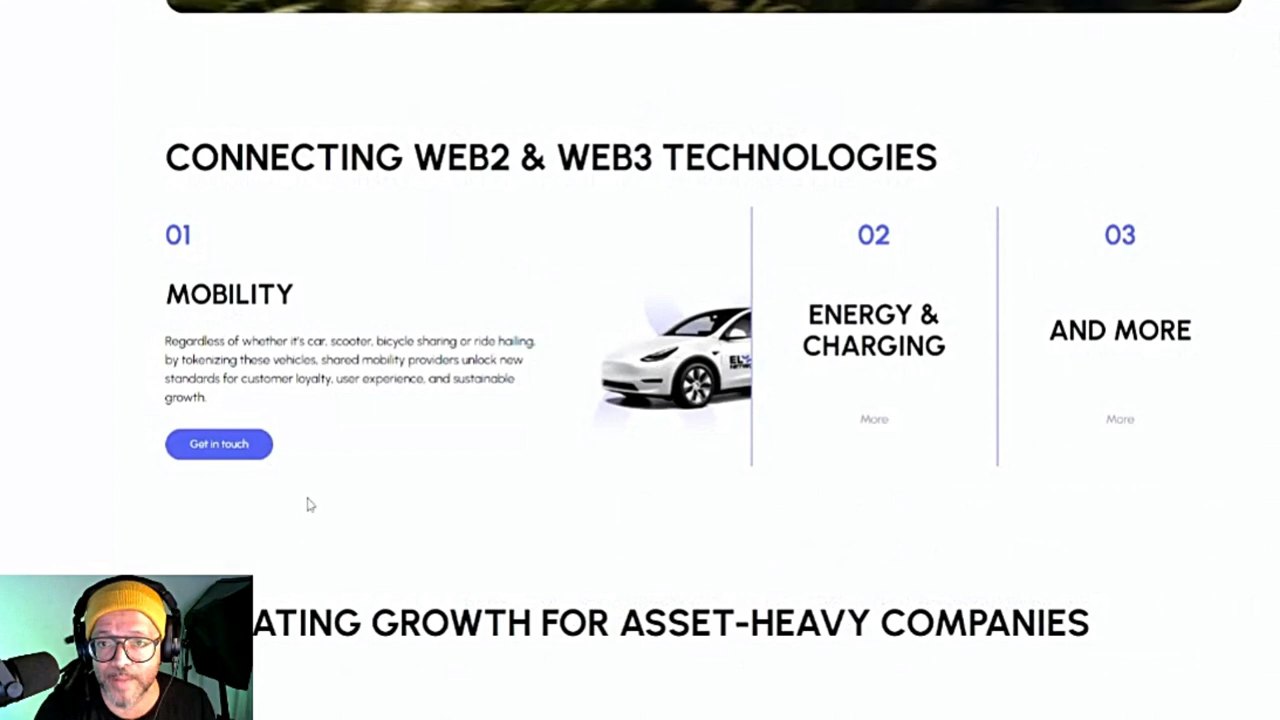 CONNECTING WEB2 & WEB3 TECHNOLOGIES
01
MOBILITY
Regardless of whether it's car, scooter, bicycle sharing or ride hailing,
by tokenizing these vehicles, shared mobility providers unlock new
standards for customer loyalty, user experience, and sustainable
growth.
Get in touch
02
ENERGY &
CHARGING
More
03
AND MORE
More
ATING GROWTH FOR ASSET-HEAVY COMPANIES